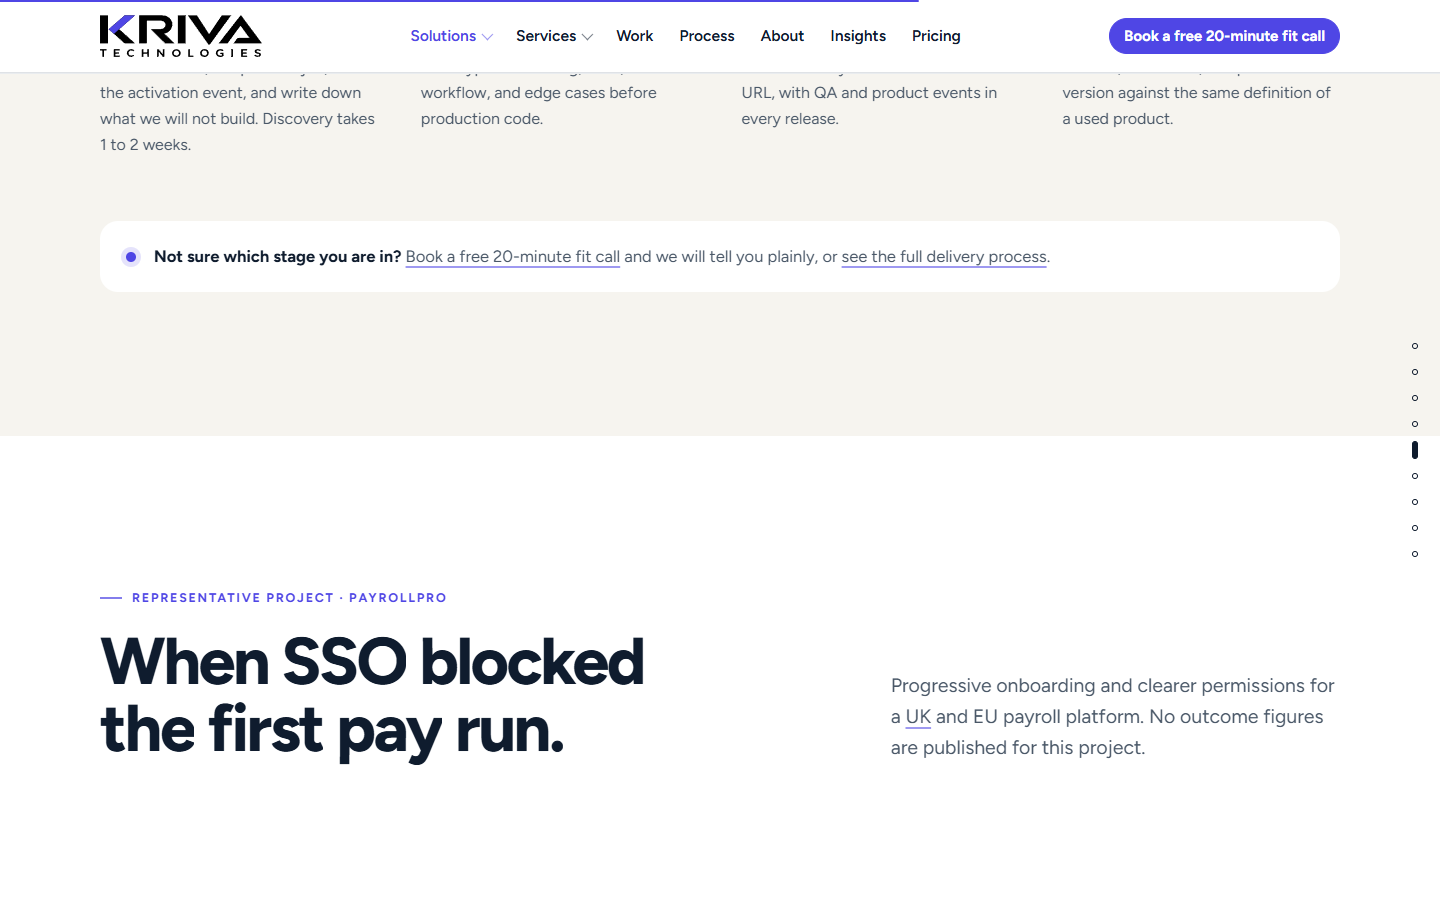 KRIVA
TECHNOLOGIES
Solutions Services Work Process About Insights Pricing
Book a free 20-minute fit call
the activation event, and write down
what we will not build. Discovery takes
1 to 2 weeks.
workflow, and edge cases before
production code.
URL, with QA and product events in
every release.
version against the same definition of
a used product.
Not sure which stage you are in? Book a free 20-minute fit call and we will tell you plainly, or see the full delivery process.
REPRESENTATIVE PROJECT · PAYROLLPRO
When SSO blocked
the first pay run.
Progressive onboarding and clearer permissions for
a UK and EU payroll platform. No outcome figures
are published for this project.